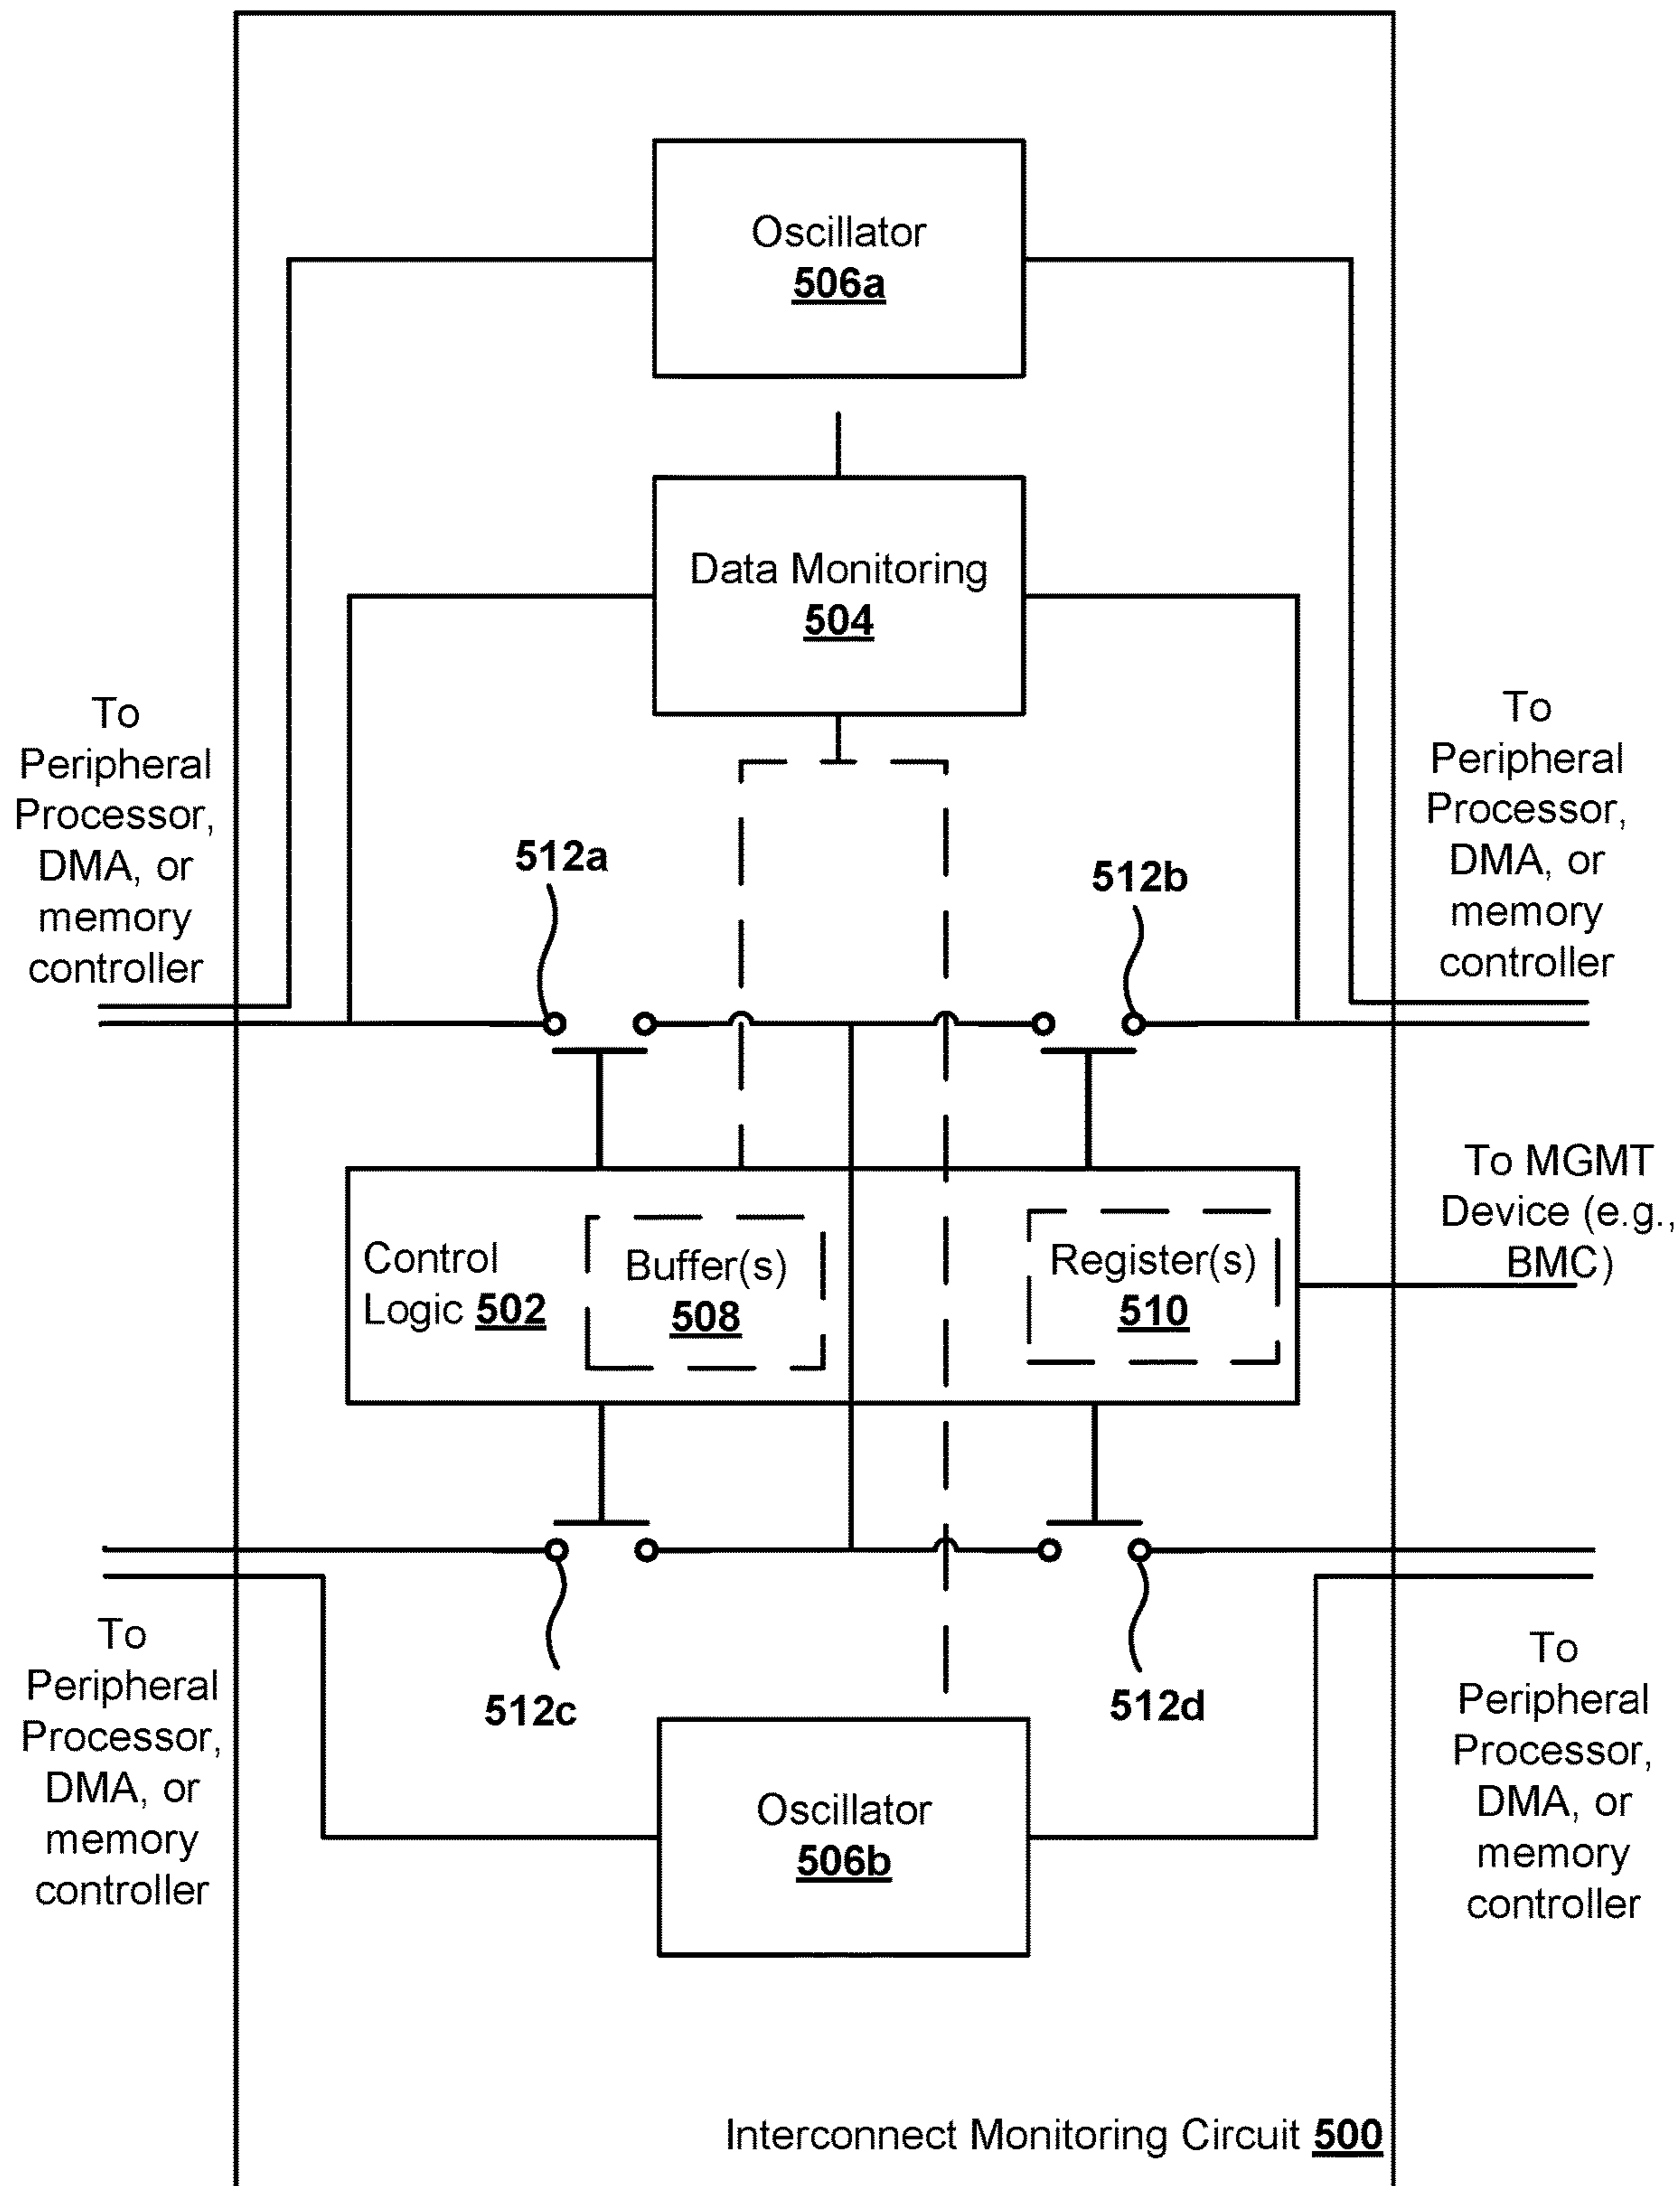 Oscillator
506a
Data Monitoring
504
To
Peripheral
Processor,
DMA, or
memory
controller
To
Peripheral
Processor,
DMA, or
memory
controller
512a
512b
To MGMT
Device (e.g.,
BMC)
Control
Logic 502
Buffer(s)
508
Register(s)
510
To
Peripheral
Processor,
DMA, or
memory
controller
512c
512d
To
Peripheral
Processor,
DMA, or
memory
controller
Oscillator
506b
Interconnect Monitoring Circuit 500